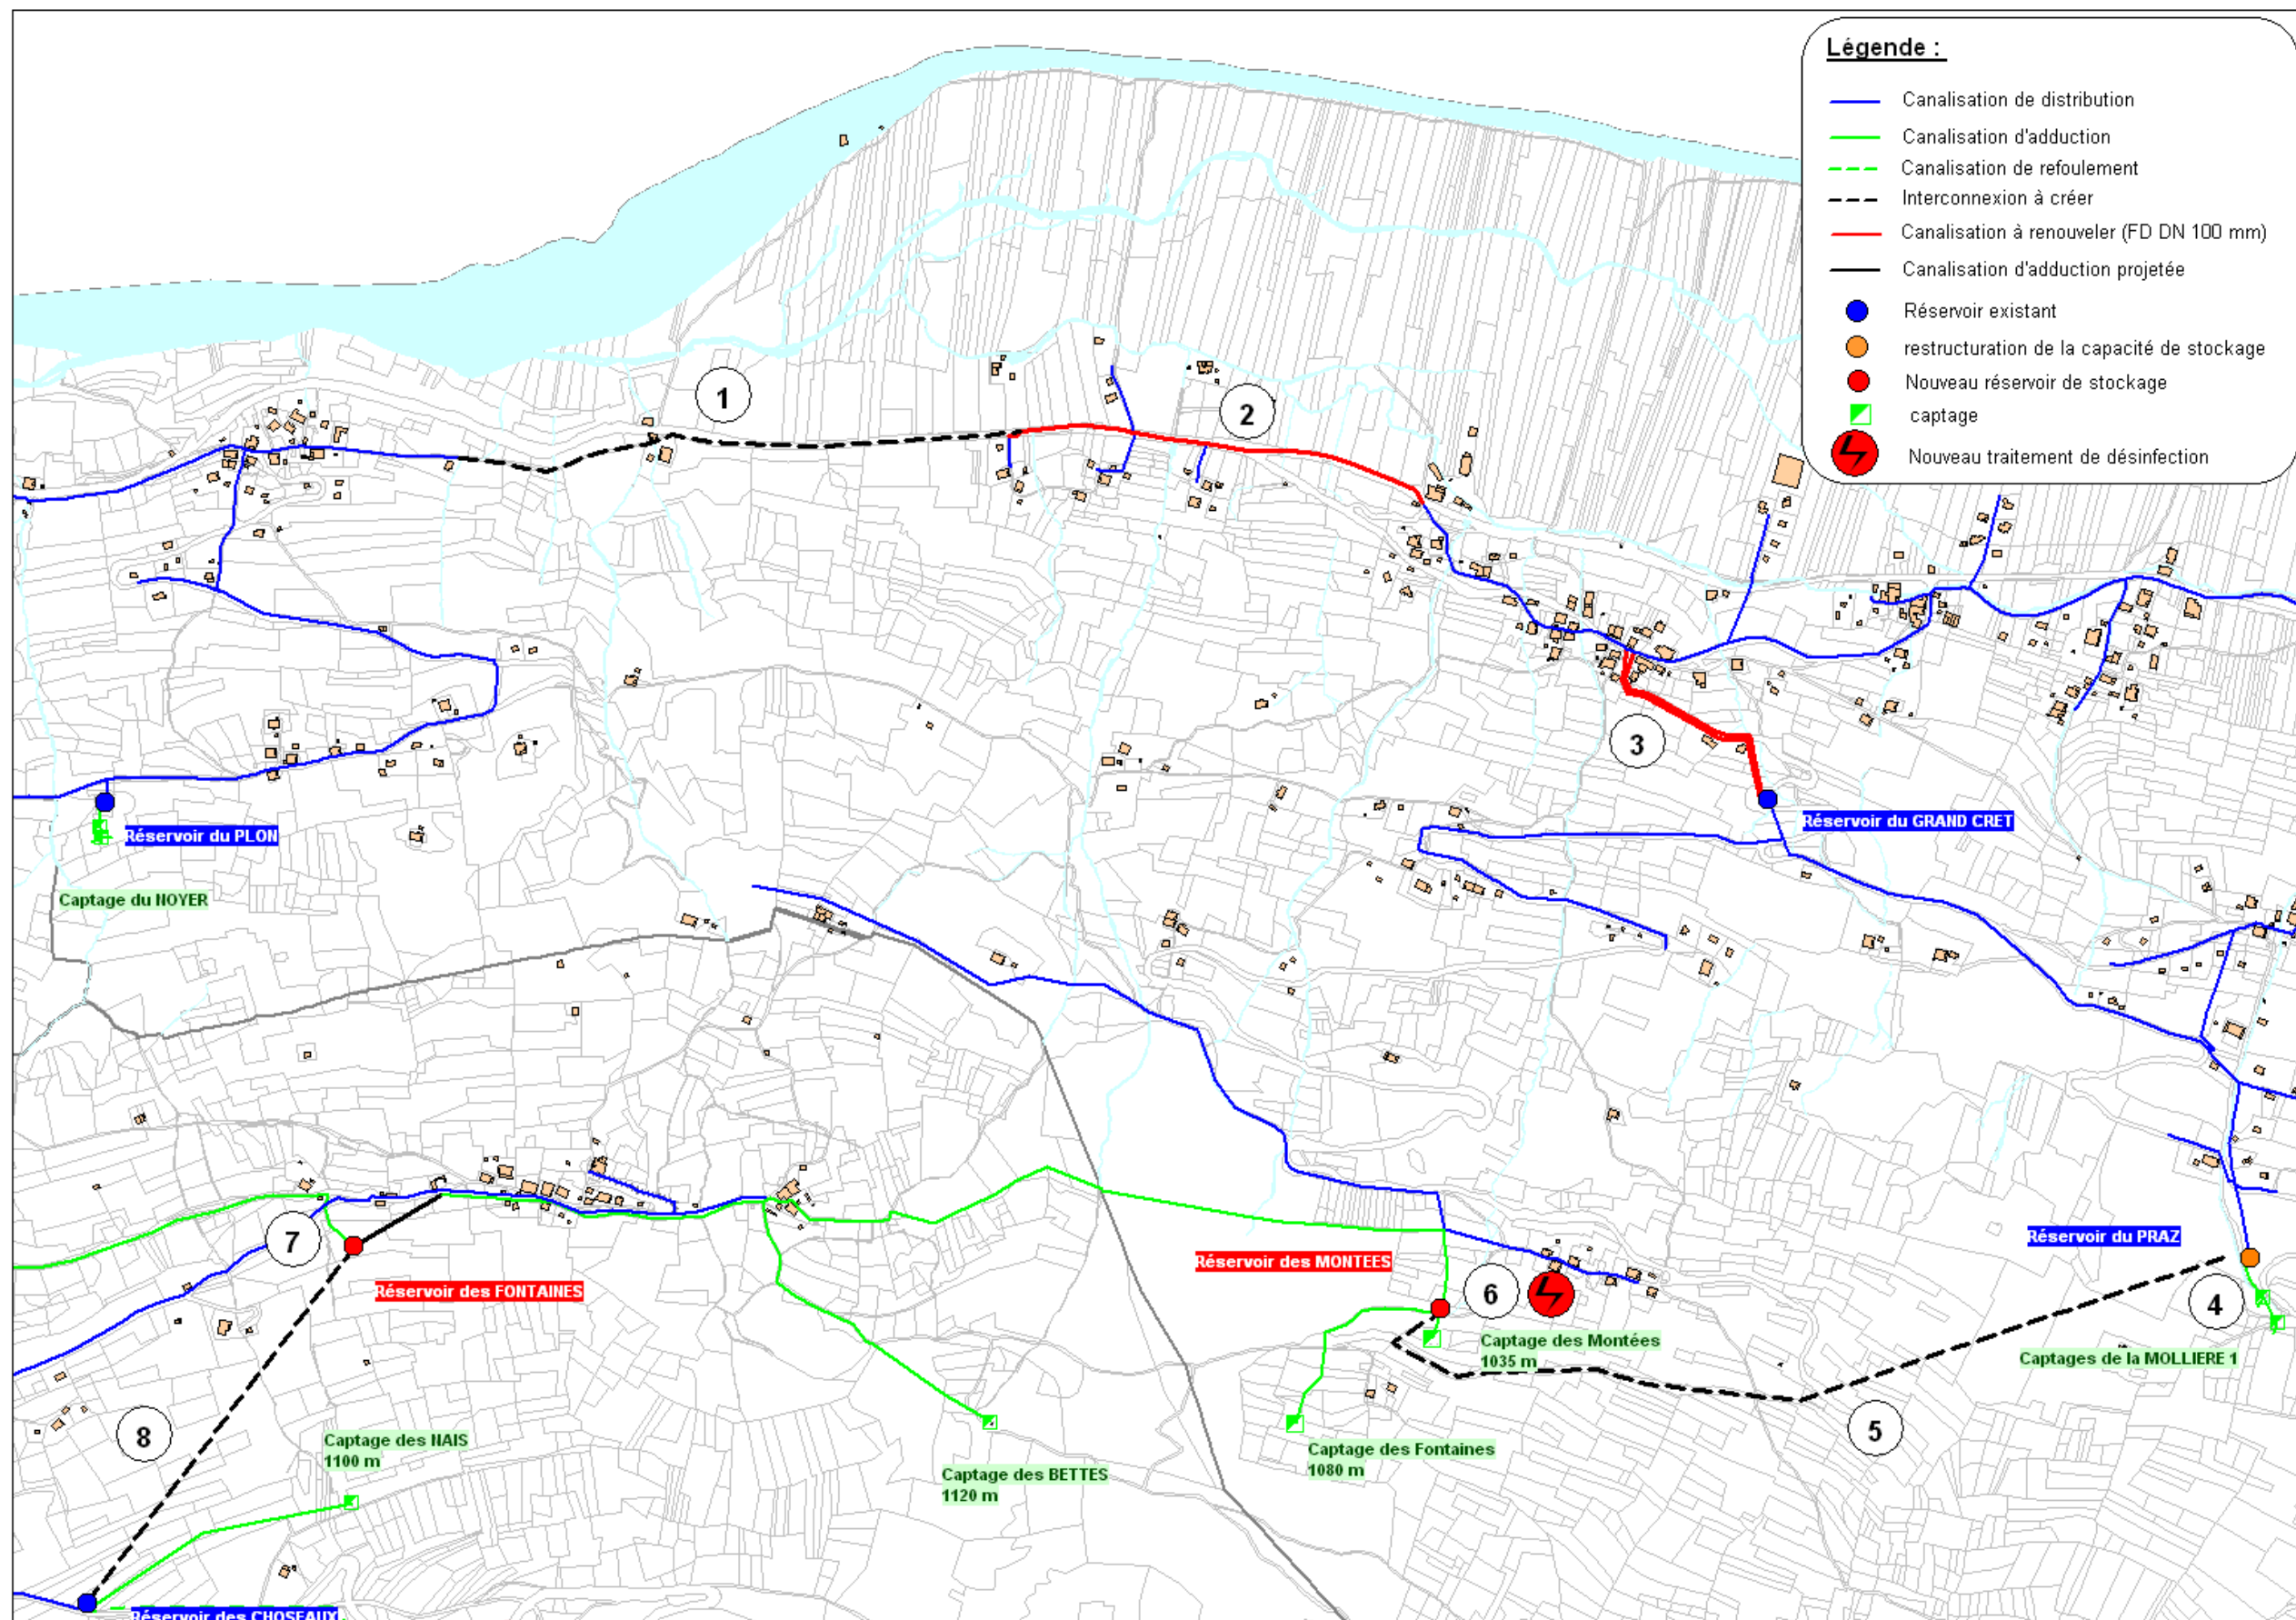 Légende :
Canalisation de distribution
Canalisation d'adduction
Canalisation de refoulement
Interconnexion à créer
Canalisation à renouveler (FD DN 100 mm)
Canalisation d'adduction projetée
Réservoir existant
restructuration de la capacité de stockage
Nouveau réservoir de stockage
captage
Nouveau traitement de désinfection
1
2
3
Réservoir du PLON
Réservoir du GRAND CRET
Captage du NOYER
7
Réservoir des FONTAINES
Réservoir des MONTEES
Réservoir du PRAZ
6
4
Captage des Montées
1035 m
Captages de la MOLLIERE 1
5
8
Captage des NAIS
1100 m
Captage des BETTES
1120 m
Captage des Fontaines
1080 m
Réservoir des CHOSEAUX